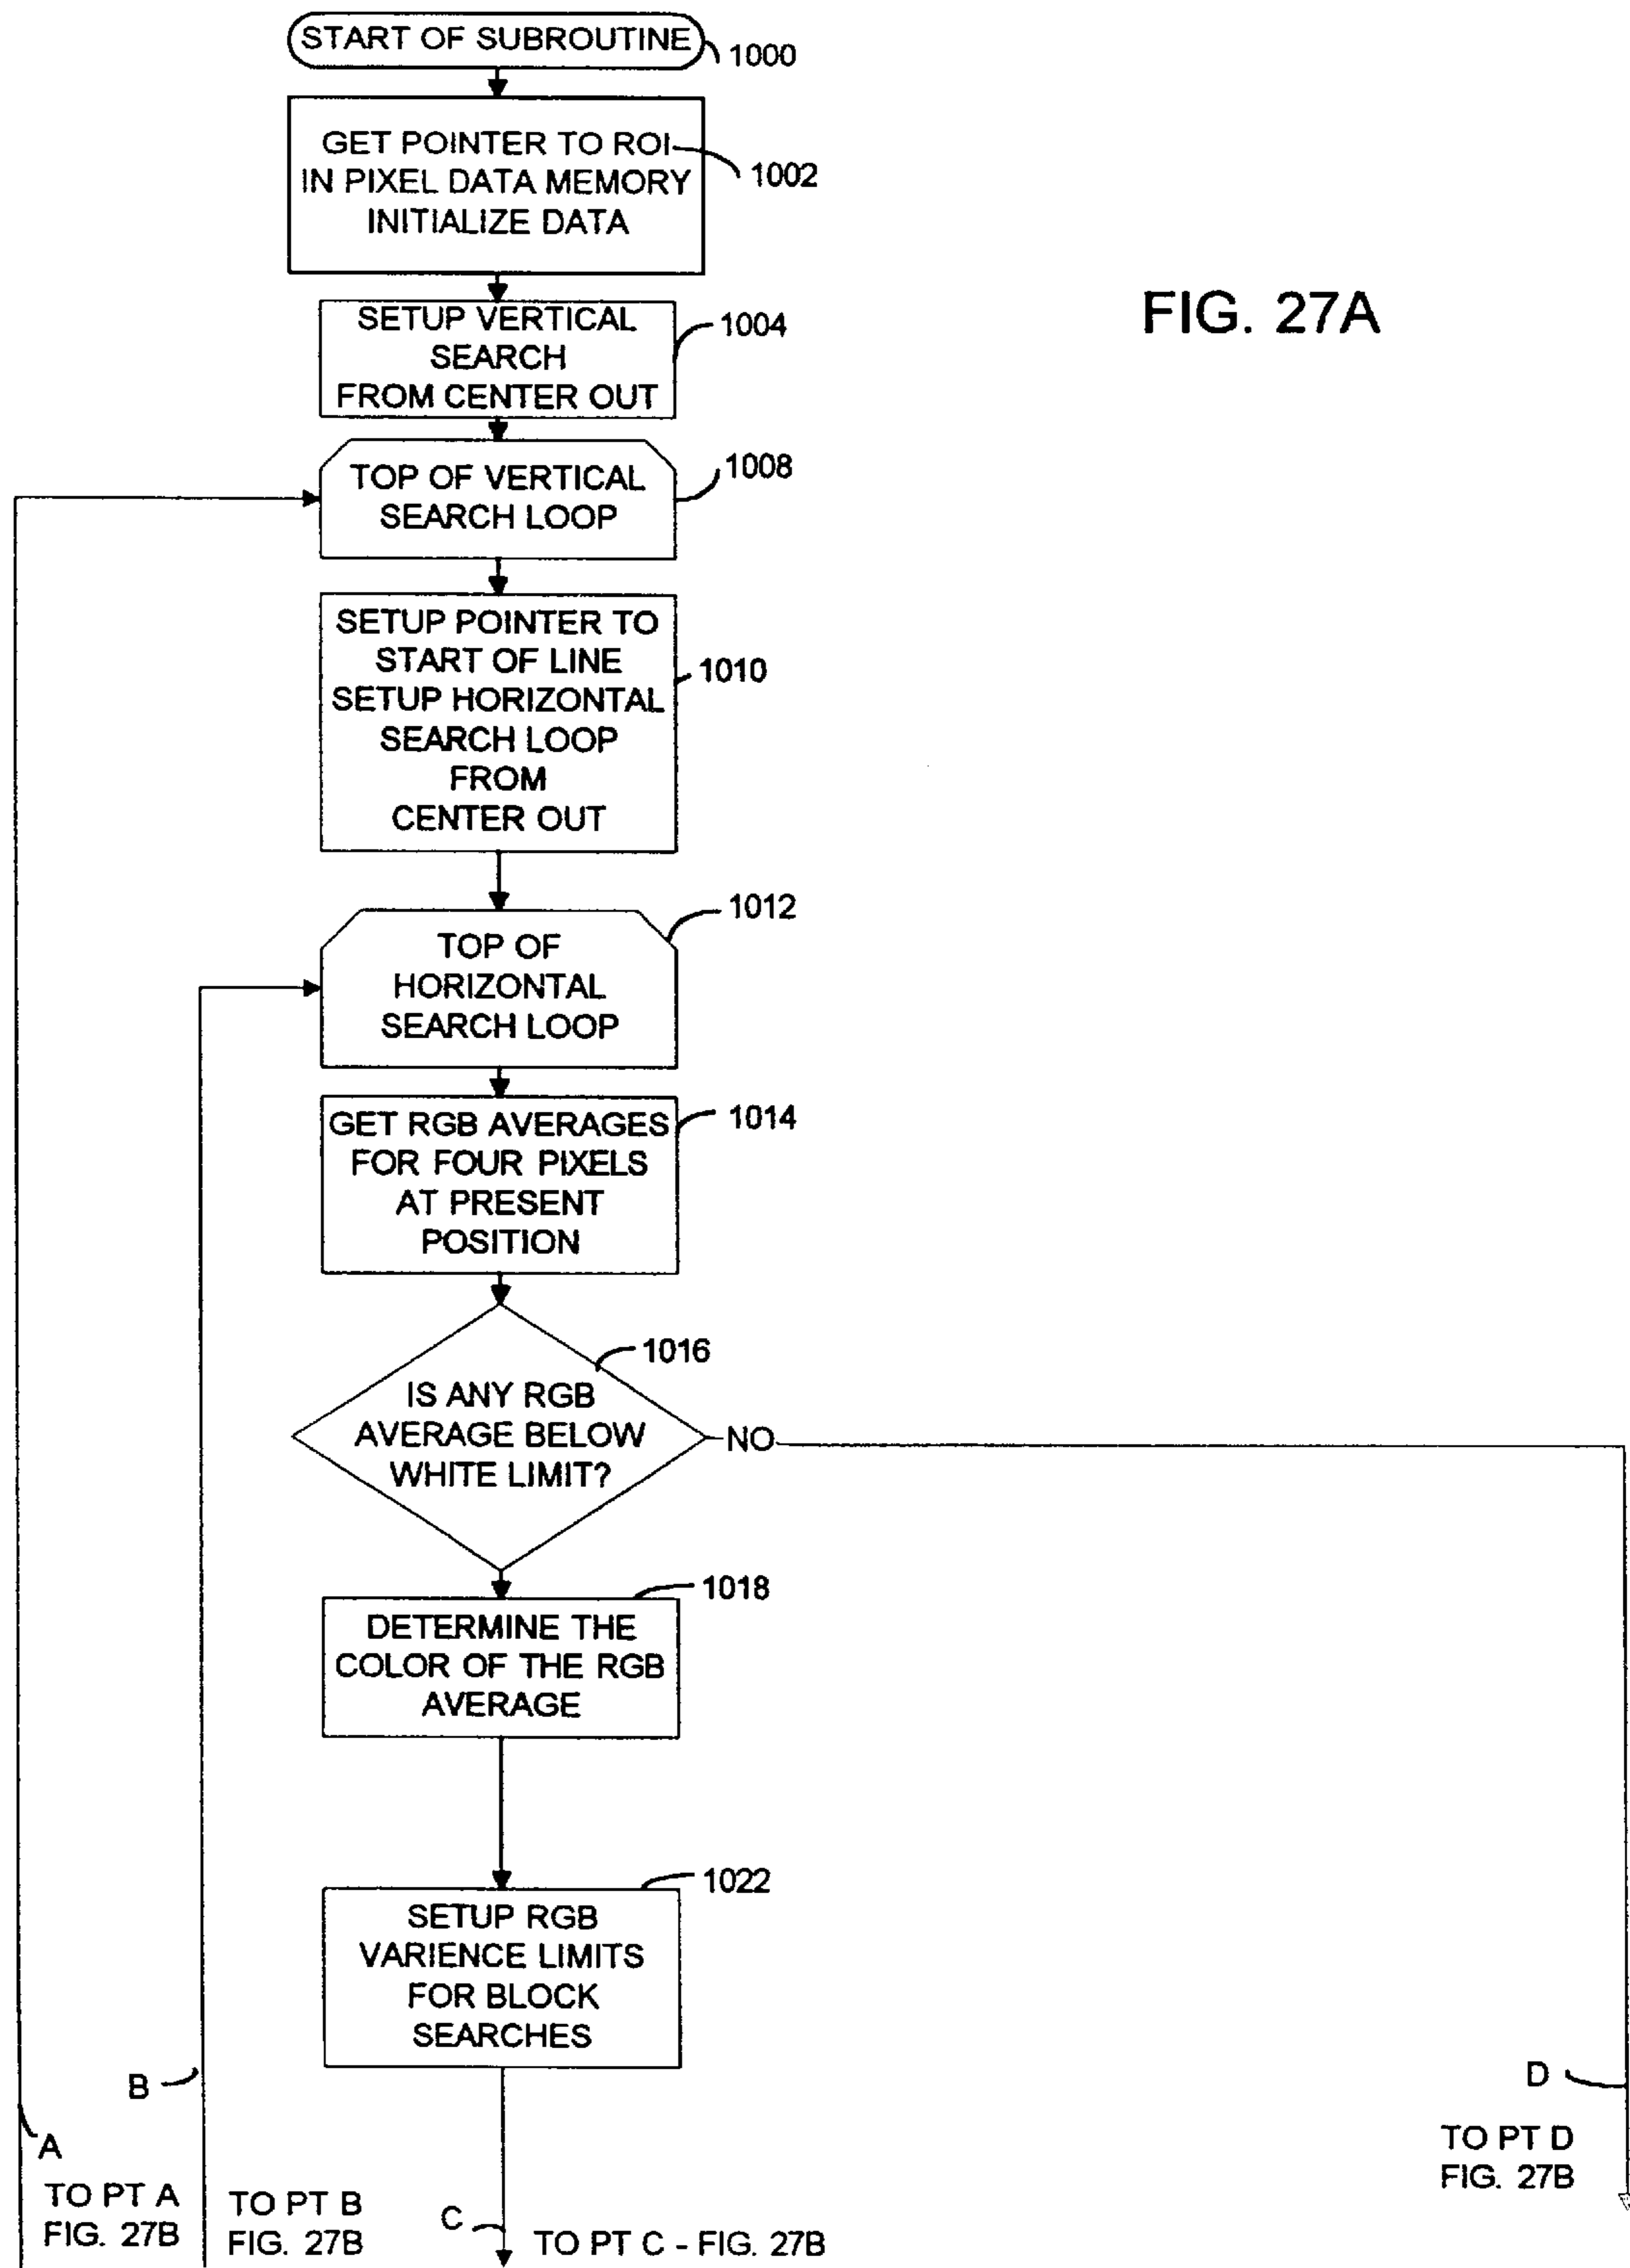 START OF SUBROUTINE
1000
GET POINTER TO ROI
IN PIXEL DATA MEMORY
INITIALIZE DATA
1002
FIG. 27A
SETUP VERTICAL
SEARCH
FROM CENTER OUT
1004
TOP OF VERTICAL
SEARCH LOOP
1008
SETUP POINTER TO
START OF LINE
SETUP HORIZONTAL
SEARCH LOOP
FROM
CENTER OUT
1010
TOP OF
HORIZONTAL
SEARCH LOOP
1012
GET RGB AVERAGES
FOR FOUR PIXELS
AT PRESENT
POSITION
1014
IS ANY RGB
AVERAGE BELOW
WHITE LIMIT?
1016
NO
DETERMINE THE
COLOR OF THE RGB
AVERAGE
1018
SETUP RGB
VARIENCE LIMITS
FOR BLOCK
SEARCHES
1022
A
TO PT A
FIG. 27B
B
TO PT B
FIG. 27B
C
TO PT C - FIG. 27B
D
TO PT D
FIG. 27B